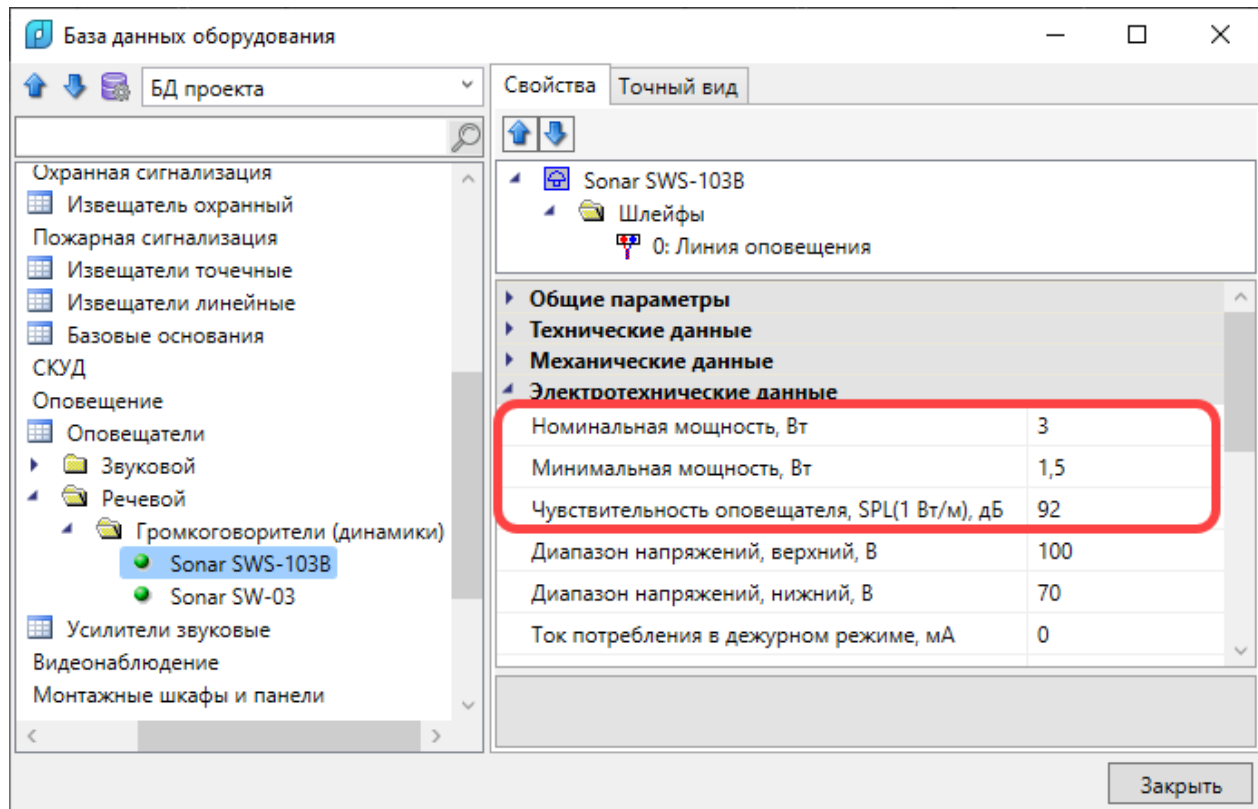 База данных оборудования
БД проекта
Охранная сигнализация
Извещатель охранный
Пожарная сигнализация
Извещатели точечные
Извещатели линейные
Базовые основания
СКУД
Оповещение
Оповещатели
Звуковой
Речевой
Громкоговорители (динамики)
Sonar SWS-103B
Sonar SW-03
Усилители звуковые
Видеонаблюдение
Монтажные шкафы и панели
Свойства Точный вид
Sonar SWS-103B
Шлейфы
0: Линия оповещения
Общие параметры
Технические данные
Механические данные
Электротехнические данные
Номинальная мощность, Вт 3
Минимальная мощность, Вт 1,5
Чувствительность оповещателя, SPL(1 Вт/м), дБ 92
Диапазон напряжений, верхний, В 100
Диапазон напряжений, нижний, В 70
Ток потребления в дежурном режиме, мА 0
Закрыть